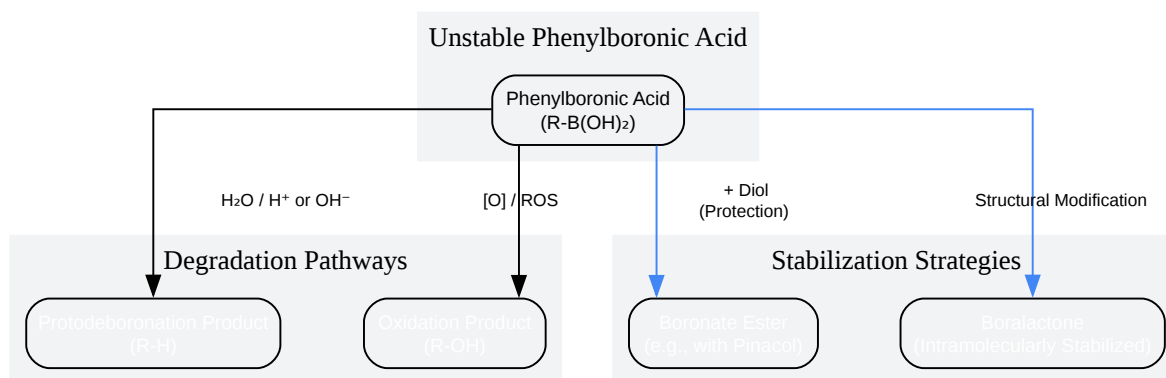 Unstable Phenylboronic Acid
Phenylboronic Acid
(R-B(OH)₂)
H₂O / H⁺ or OH⁻
[O] / ROS
+ Diol
(Protection)
Structural Modification
Degradation Pathways
Stabilization Strategies
Protodeboronation Product
(R-H)
Oxidation Product
(R-OH)
Boronate Ester
(e.g., with Pinacol)
Boralactone
(Intramolecularly Stabilized)